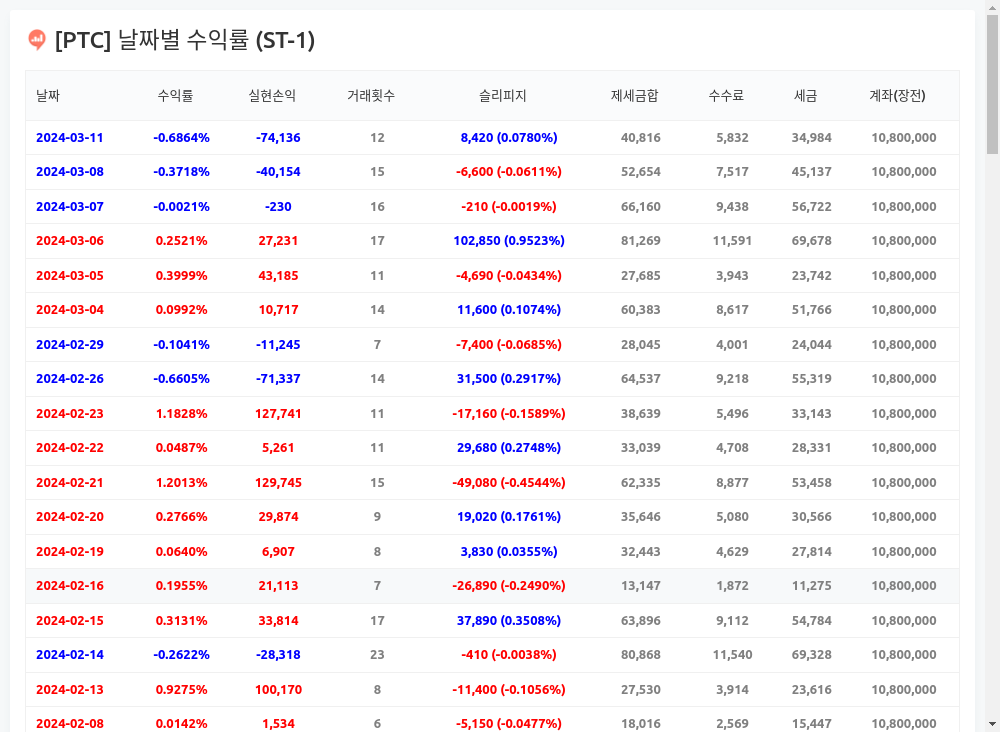 [PTC] 날짜별 수익률 (ST-1)
날짜 수익률 실현손익 거래횟수 슬리피지 제세금합 수수료 세금 계좌(장전)
2024-03-11 -0.6864% -74,136 12 8,420 (0.0780%) 40,816 5,832 34,984 10,800,000
2024-03-08 -0.3718% -40,154 15 -6,600 (-0.0611%) 52,654 7,517 45,137 10,800,000
2024-03-07 -0.0021% -230 16 -210 (-0.0019%) 66,160 9,438 56,722 10,800,000
2024-03-06 0.2521% 27,231 17 102,850 (0.9523%) 81,269 11,591 69,678 10,800,000
2024-03-05 0.3999% 43,185 11 -4,690 (-0.0434%) 27,685 3,943 23,742 10,800,000
2024-03-04 0.0992% 10,717 14 11,600 (0.1074%) 60,383 8,617 51,766 10,800,000
2024-02-29 -0.1041% -11,245 7 -7,400 (-0.0685%) 28,045 4,001 24,044 10,800,000
2024-02-26 -0.6605% -71,337 14 31,500 (0.2917%) 64,537 9,218 55,319 10,800,000
2024-02-23 1.1828% 127,741 11 -17,160 (-0.1589%) 38,639 5,496 33,143 10,800,000
2024-02-22 0.0487% 5,261 11 29,680 (0.2748%) 33,039 4,708 28,331 10,800,000
2024-02-21 1.2013% 129,745 15 -49,080 (-0.4544%) 62,335 8,877 53,458 10,800,000
2024-02-20 0.2766% 29,874 9 19,020 (0.1761%) 35,646 5,080 30,566 10,800,000
2024-02-19 0.0640% 6,907 8 3,830 (0.0355%) 32,443 4,629 27,814 10,800,000
2024-02-16 0.1955% 21,113 7 -26,890 (-0.2490%) 13,147 1,872 11,275 10,800,000
2024-02-15 0.3131% 33,814 17 37,890 (0.3508%) 63,896 9,112 54,784 10,800,000
2024-02-14 -0.2622% -28,318 23 -410 (-0.0038%) 80,868 11,540 69,328 10,800,000
2024-02-13 0.9275% 100,170 8 -11,400 (-0.1056%) 27,530 3,914 23,616 10,800,000
2024-02-08 0.0142% 1,534 6 -5,150 (-0.0477%) 18,016 2,569 15,447 10,800,000